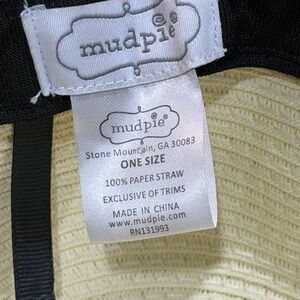 mudpie
mudpie
Stone Mountain, GA 30083
ONE SIZE
100% PAPER STRAW
EXCLUSIVE OF TRIMS
MADE IN CHINA
www.mudpie.com
RN131993